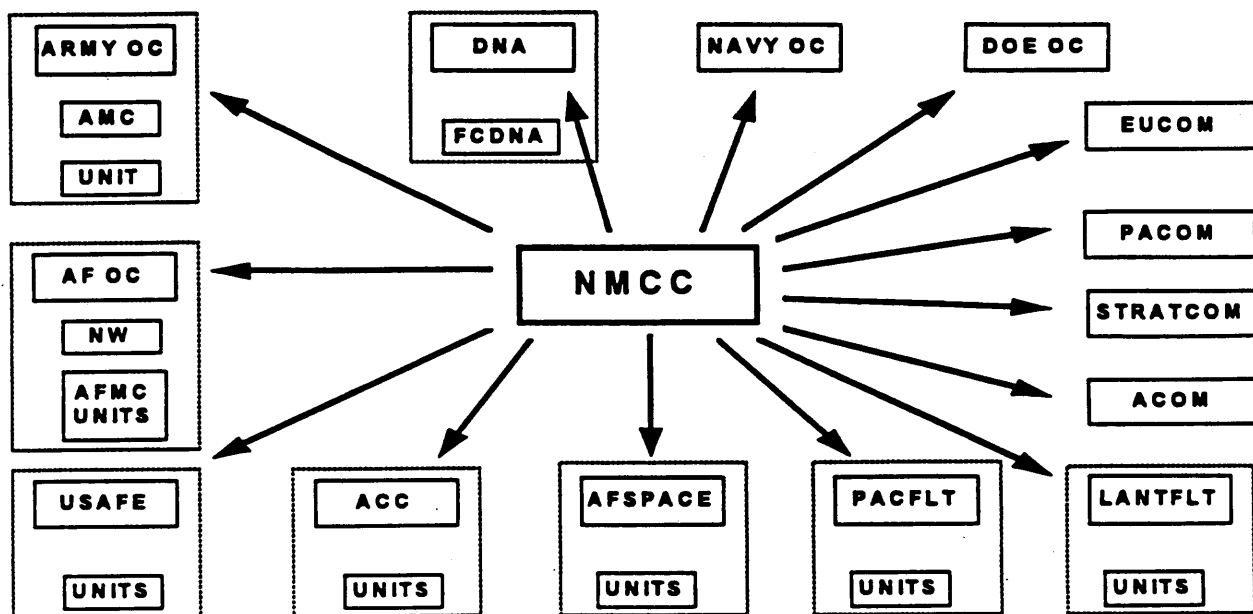 ARMY OC
AMC
UNIT
DNA
FCDNA
NAVY OC
DOE OC
EUCOM
PACOM
STRATCOM
ACOM
NMCC
AF OC
NW
AFMC
UNITS
USAFE
UNITS
ACC
UNITS
AFSPACE
UNITS
PACFLT
UNITS
LANTFLT
UNITS